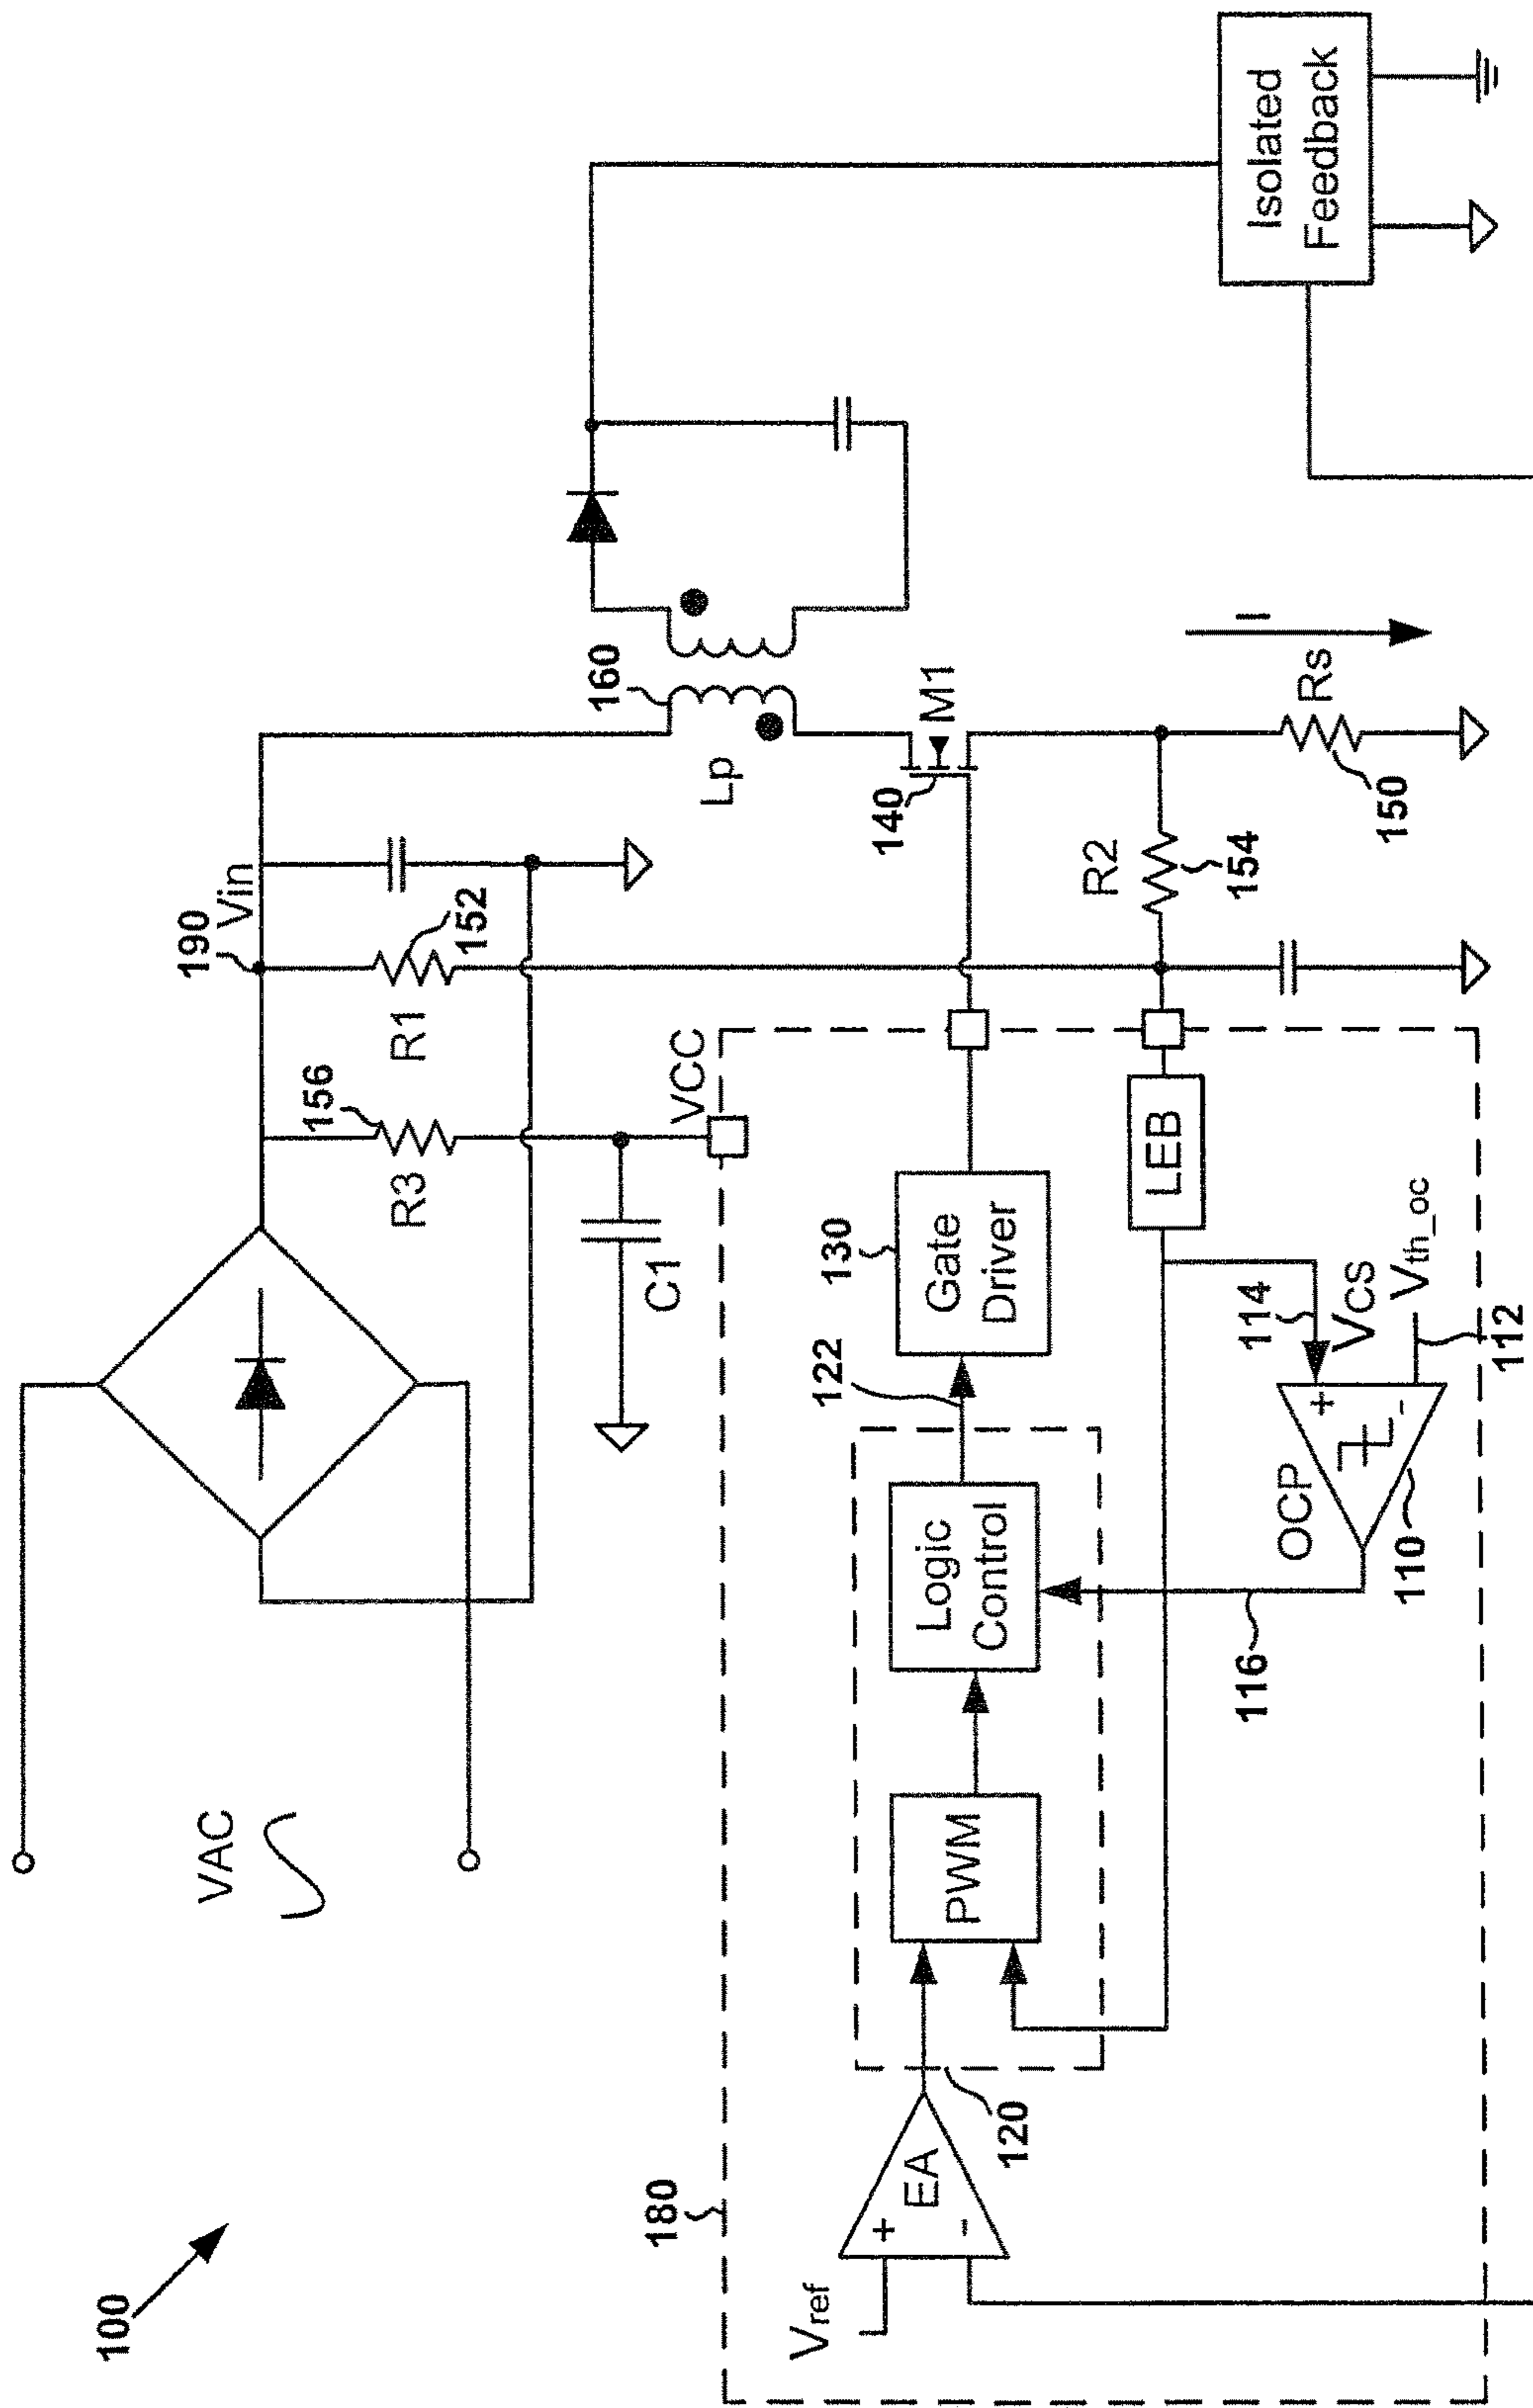 100
VAC
190
Vin
156
R3
R1
152
C1
VCC
Lp
160
Isolated
Feedback
180
Vref
EA
+
-
120
PWM
Logic
Control
122
Gate
Driver
130
140
M1
LEB
R2
154
Rs
150
I
116
OCP
110
+
-
114
VCS
Vth_oc
112